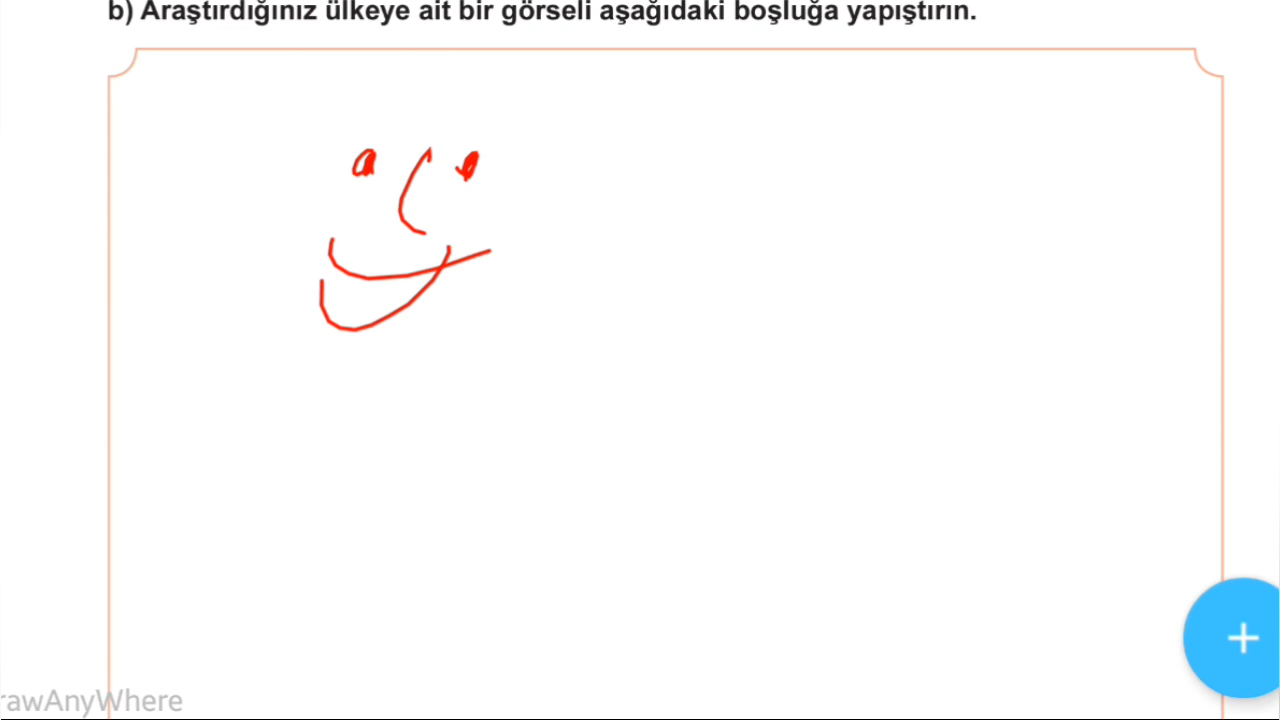 b) Araştırdığınız ülkeye ait bir görseli aşağıdaki boşluğa yapıştırın.
rawAnyWhere